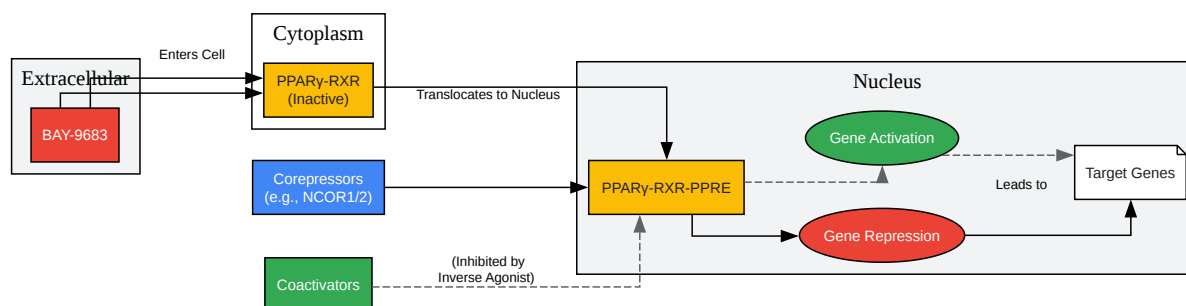 Extracellular
BAY-9683
Enters Cell
Cytoplasm
PPARγ-RXR
(Inactive)
Translocates to Nucleus
Corepressors
(e.g., NCOR1/2)
Coactivators
(Inhibited by
Inverse Agonist)
Nucleus
PPARγ-RXR-PPRE
Gene Activation
Gene Repression
Leads to
Target Genes